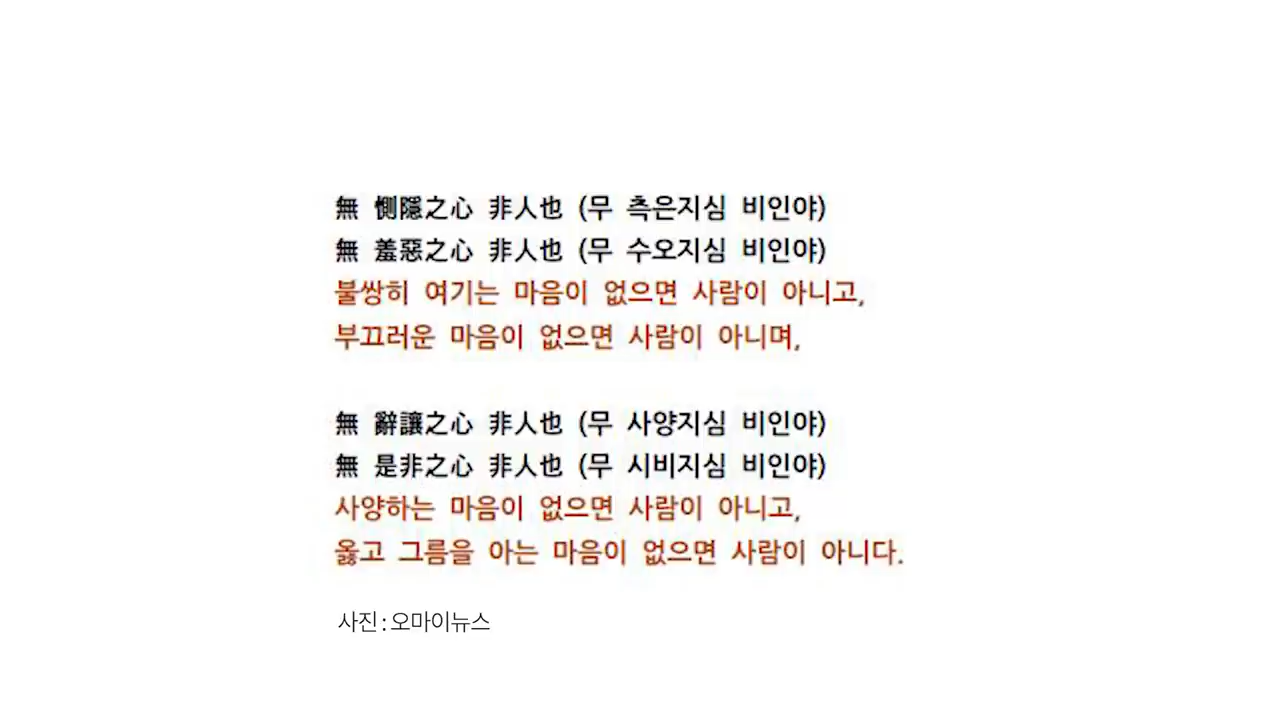 無 惻隱之心 非人也 (무 측은지심 비인야)
無 羞惡之心 非人也 (무 수오지심 비인야)
불쌍히 여기는 마음이 없으면 사람이 아니고,
부끄러운 마음이 없으면 사람이 아니며,
無 辭讓之心 非人也 (무 사양지심 비인야)
無 是非之心 非人也 (무 시비지심 비인야)
사양하는 마음이 없으면 사람이 아니고,
옳고 그름을 아는 마음이 없으면 사람이 아니다.
사진 : 오마이뉴스